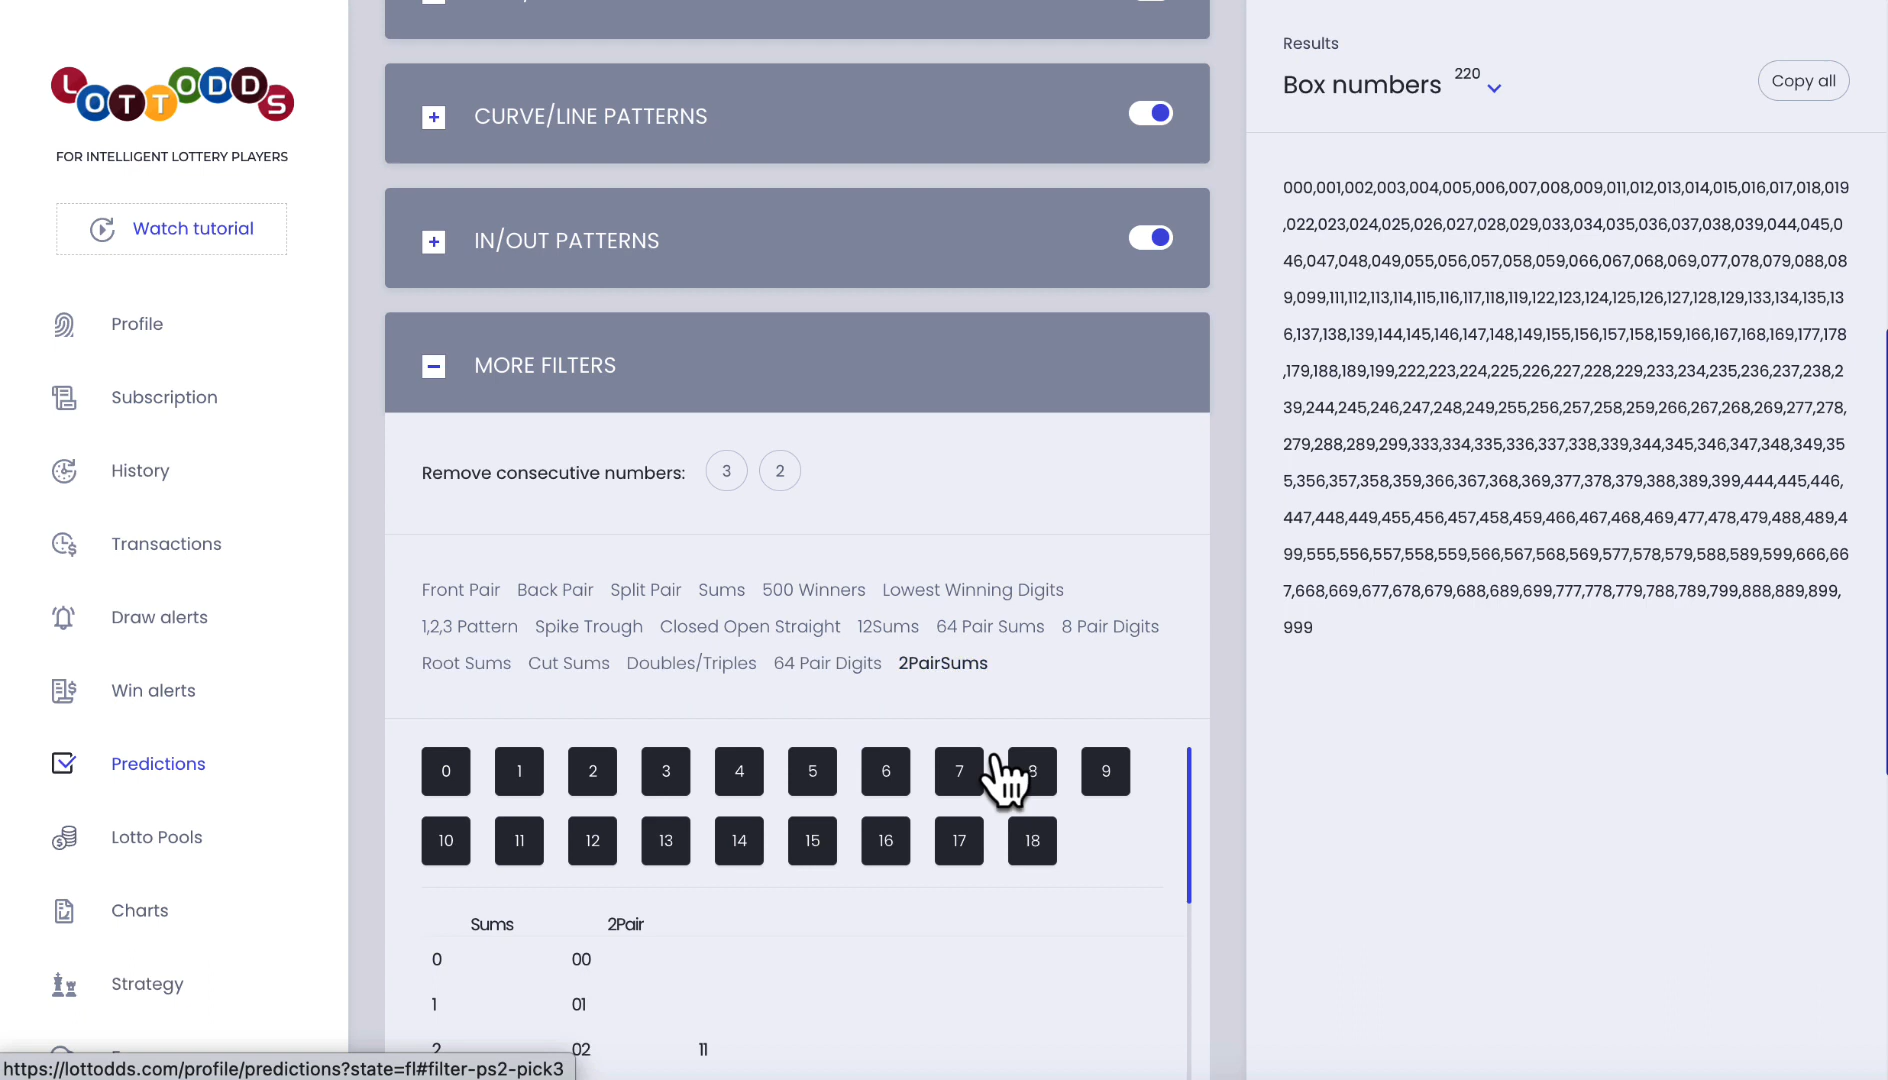 LOTTODDS
FOR INTELLIGENT LOTTERY PLAYERS
Watch tutorial
Profile
Subscription
History
Transactions
Draw alerts
Win alerts
Predictions
Lotto Pools
Charts
Strategy
https://lottodds.com/profile/predictions?state=fl#filter-ps2-pick3
+ CURVE/LINE PATTERNS
+ IN/OUT PATTERNS
− MORE FILTERS
Remove consecutive numbers: 3 2
Front Pair Back Pair Split Pair Sums 500 Winners Lowest Winning Digits
1,2,3 Pattern Spike Trough Closed Open Straight 12Sums 64 Pair Sums 8 Pair Digits
Root Sums Cut Sums Doubles/Triples 64 Pair Digits 2PairSums
0 1 2 3 4 5 6 7 8 9
10 11 12 13 14 15 16 17 18
Sums 2Pair
0 00
1 01
2 02 11
Results
Box numbers 220
Copy all
000,001,002,003,004,005,006,007,008,009,011,012,013,014,015,016,017,018,019
,022,023,024,025,026,027,028,029,033,034,035,036,037,038,039,044,045,0
46,047,048,049,055,056,057,058,059,066,067,068,069,077,078,079,088,08
9,099,111,112,113,114,115,116,117,118,119,122,123,124,125,126,127,128,129,133,134,135,13
6,137,138,139,144,145,146,147,148,149,155,156,157,158,159,166,167,168,169,177,178
,179,188,189,199,222,223,224,225,226,227,228,229,233,234,235,236,237,238,2
39,244,245,246,247,248,249,255,256,257,258,259,266,267,268,269,277,278,
279,288,289,299,333,334,335,336,337,338,339,344,345,346,347,348,349,35
5,356,357,358,359,366,367,368,369,377,378,379,388,389,399,444,445,446,
447,448,449,455,456,457,458,459,466,467,468,469,477,478,479,488,489,4
99,555,556,557,558,559,566,567,568,569,577,578,579,588,589,599,666,66
7,668,669,677,678,679,688,689,699,777,778,779,788,789,799,888,889,899,
999